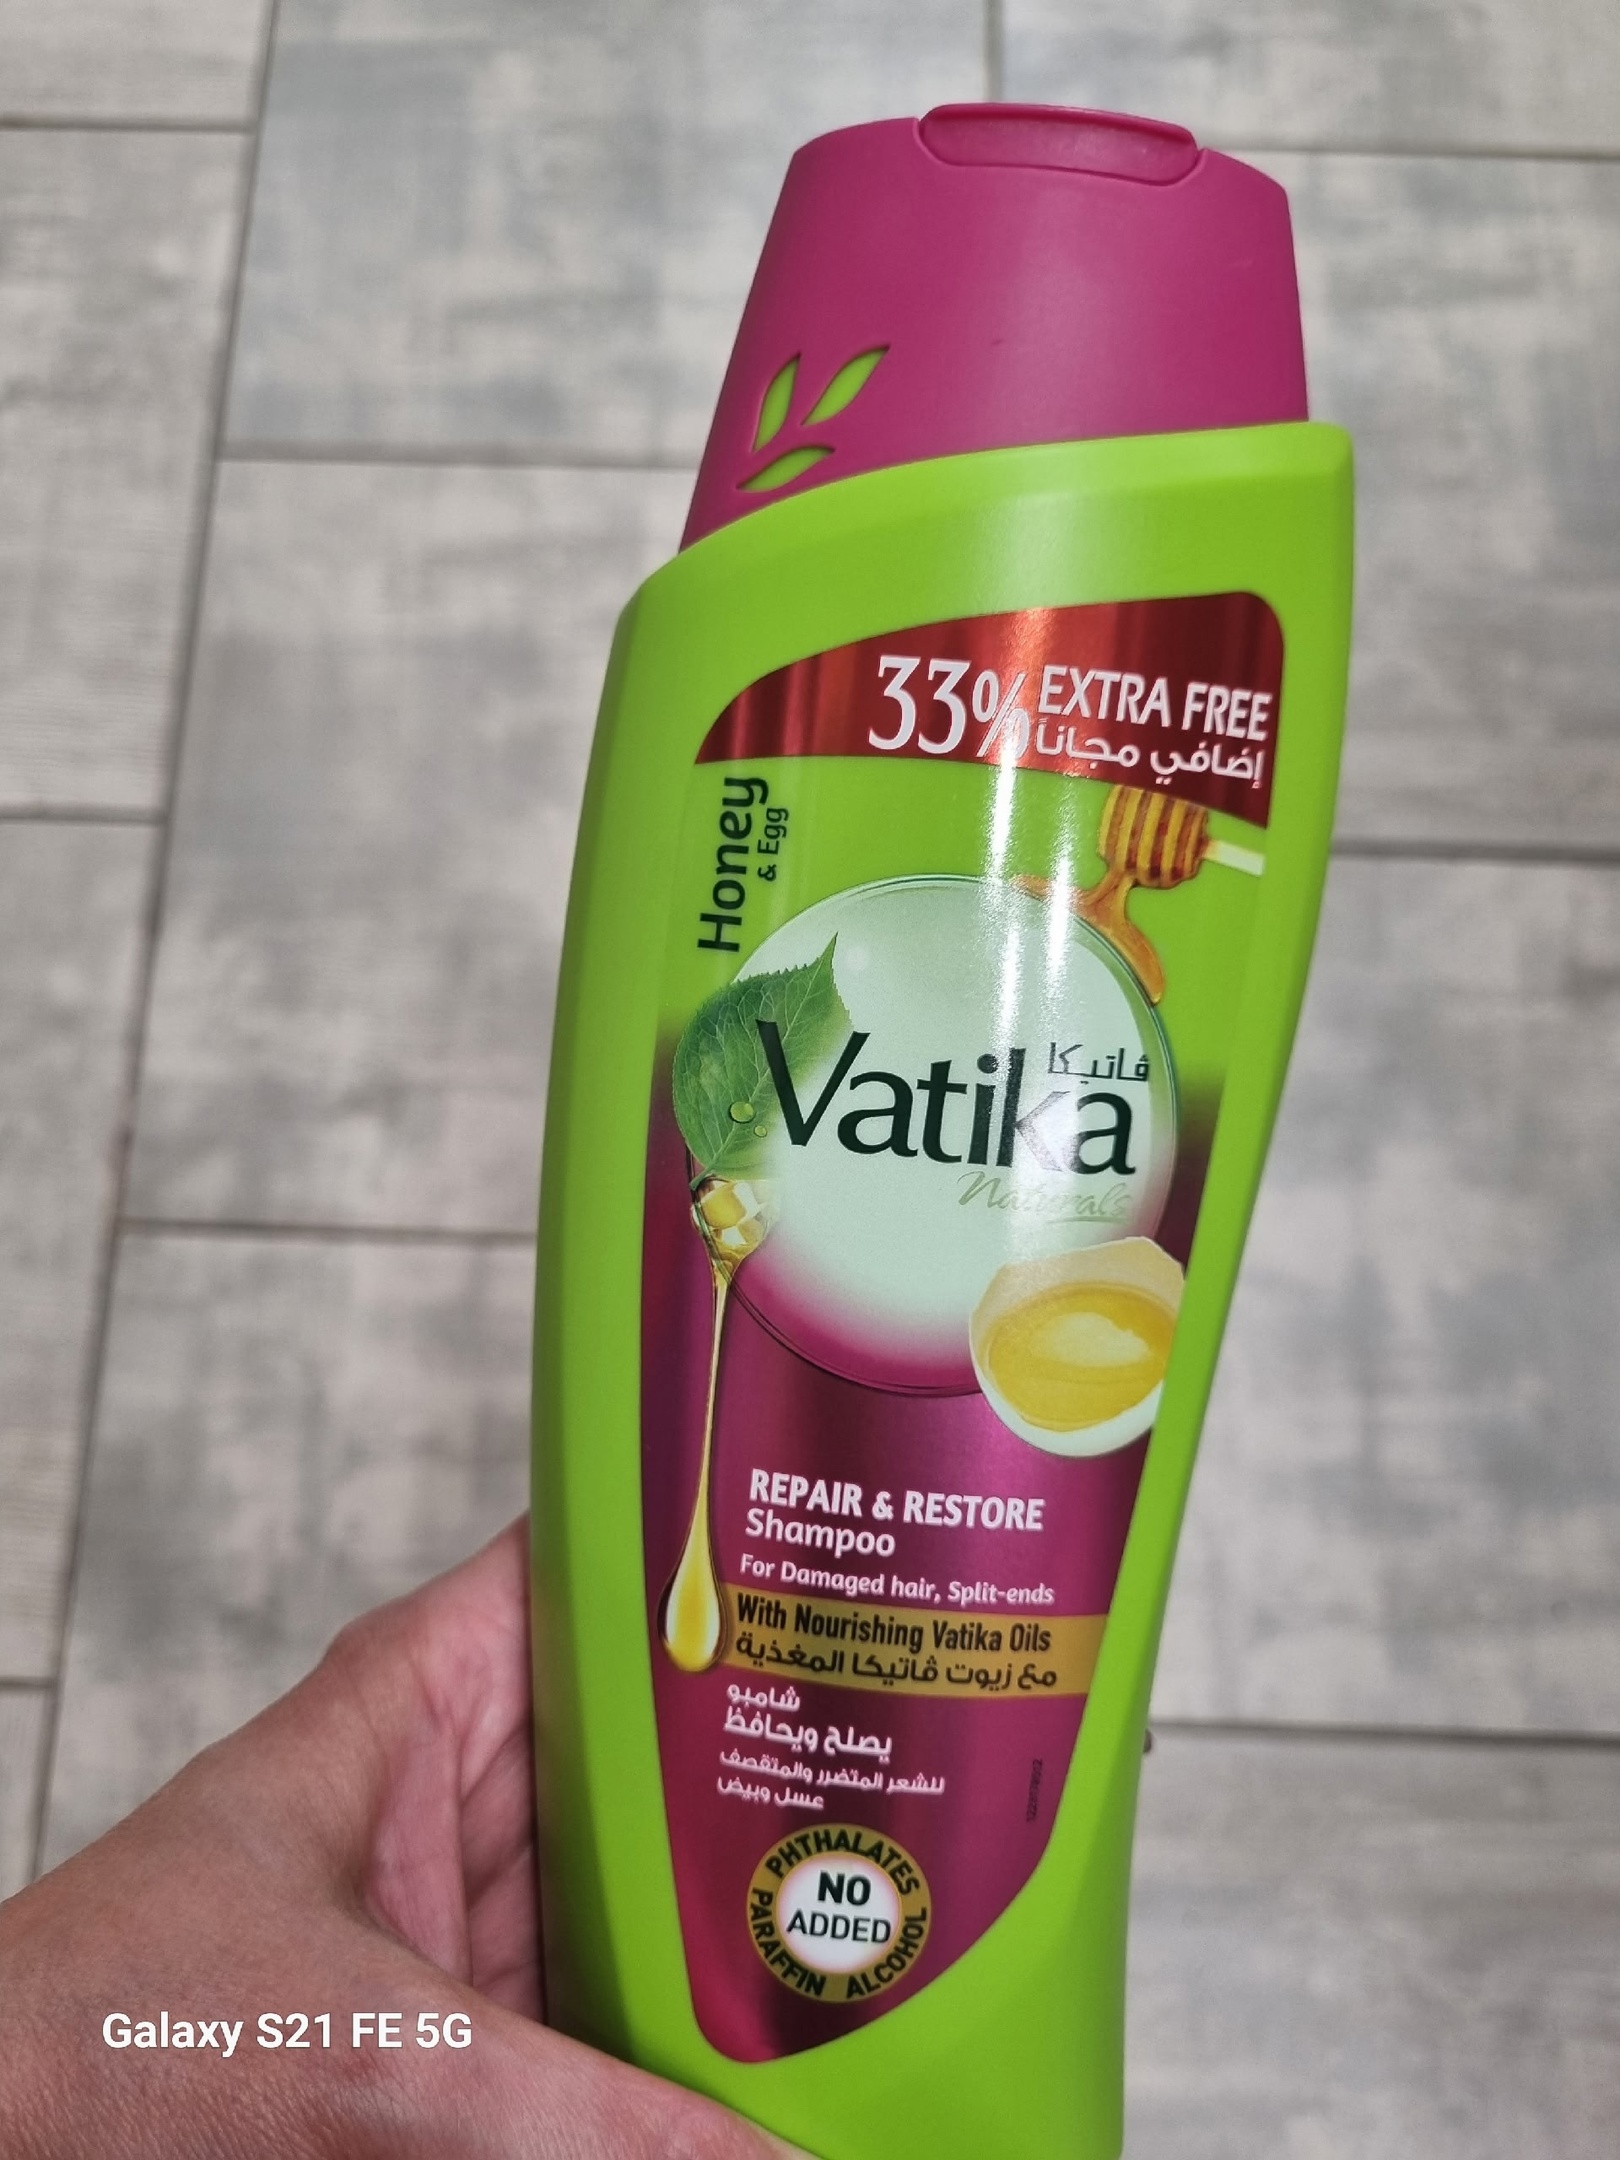 33% EXTRA FREE
إضافي مجاناً
Honey
& Egg
ڤاتيكا
Vatika
Naturals
REPAIR & RESTORE
Shampoo
For Damaged hair, Split-ends
With Nourishing Vatika Oils
مع زيوت ڤاتيكا المغذية
شامبو
يصلح ويحافظ
للشعر المتضرر والمتقصف
عسل وبيض
PHTHALATES
NO
ADDED
PARAFFIN ALCOHOL
Galaxy S21 FE 5G